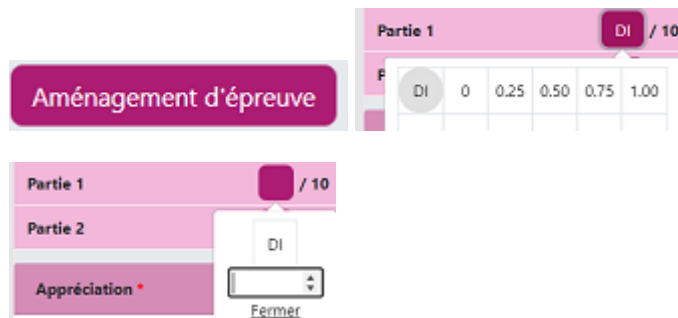 Partie 1 DI / 10
P
DI 0 0.25 0.50 0.75 1.00
Aménagement d'épreuve
Partie 1 / 10
Partie 2
DI
Appréciation *
Fermer